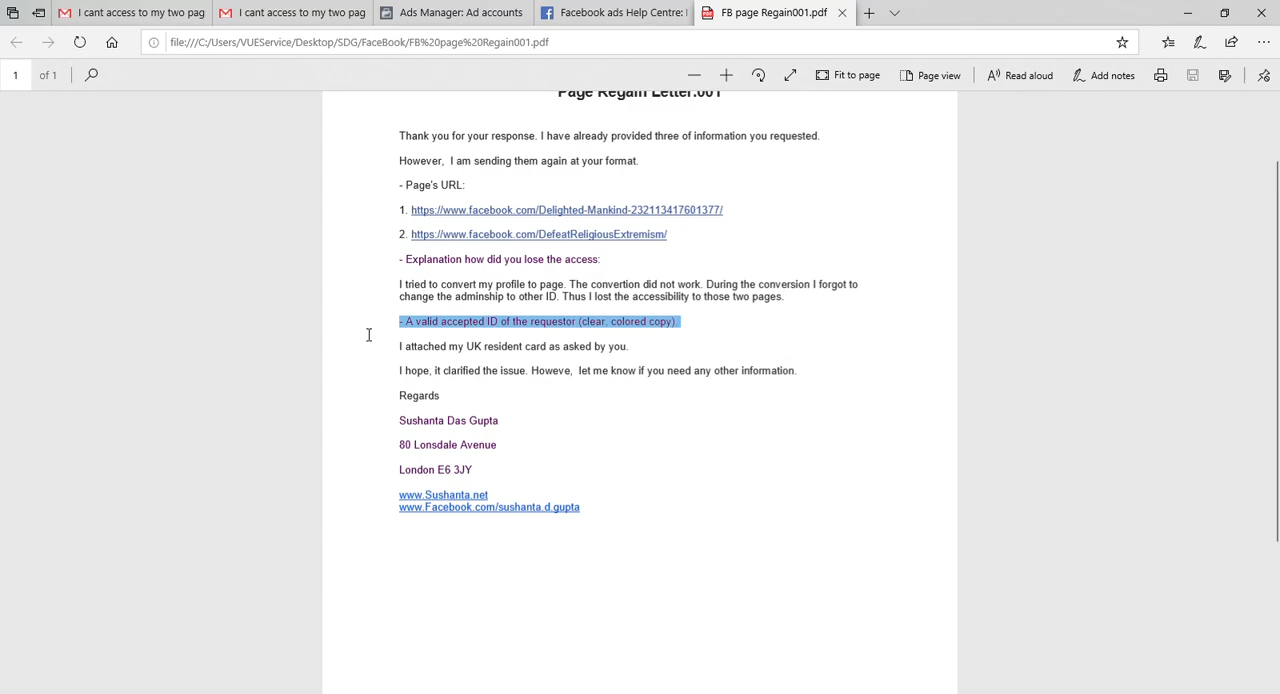 I cant access to my two pag
I cant access to my two pag
Ads Manager: Ad accounts
Facebook ads Help Centre:
FB page Regain001.pdf
file:///C:/Users/VUEService/Desktop/SDG/FaceBook/FB%20page%20Regain001.pdf
1 of 1
Fit to page
Page view
Read aloud
Add notes
Page Regain Letter.001
Thank you for your response. I have already provided three of information you requested.
However, I am sending them again at your format.
- Page's URL:
1. https://www.facebook.com/Delighted-Mankind-232113417601377/
2. https://www.facebook.com/DefeatReligiousExtremism/
- Explanation how did you lose the access:
I tried to convert my profile to page. The convertion did not work. During the conversion I forgot to
change the adminship to other ID. Thus I lost the accessibility to those two pages.
- A valid accepted ID of the requestor (clear, colored copy).
I attached my UK resident card as asked by you.
I hope, it clarified the issue. Howeve, let me know if you need any other information.
Regards
Sushanta Das Gupta
80 Lonsdale Avenue
London E6 3JY
www.Sushanta.net
www.Facebook.com/sushanta.d.gupta